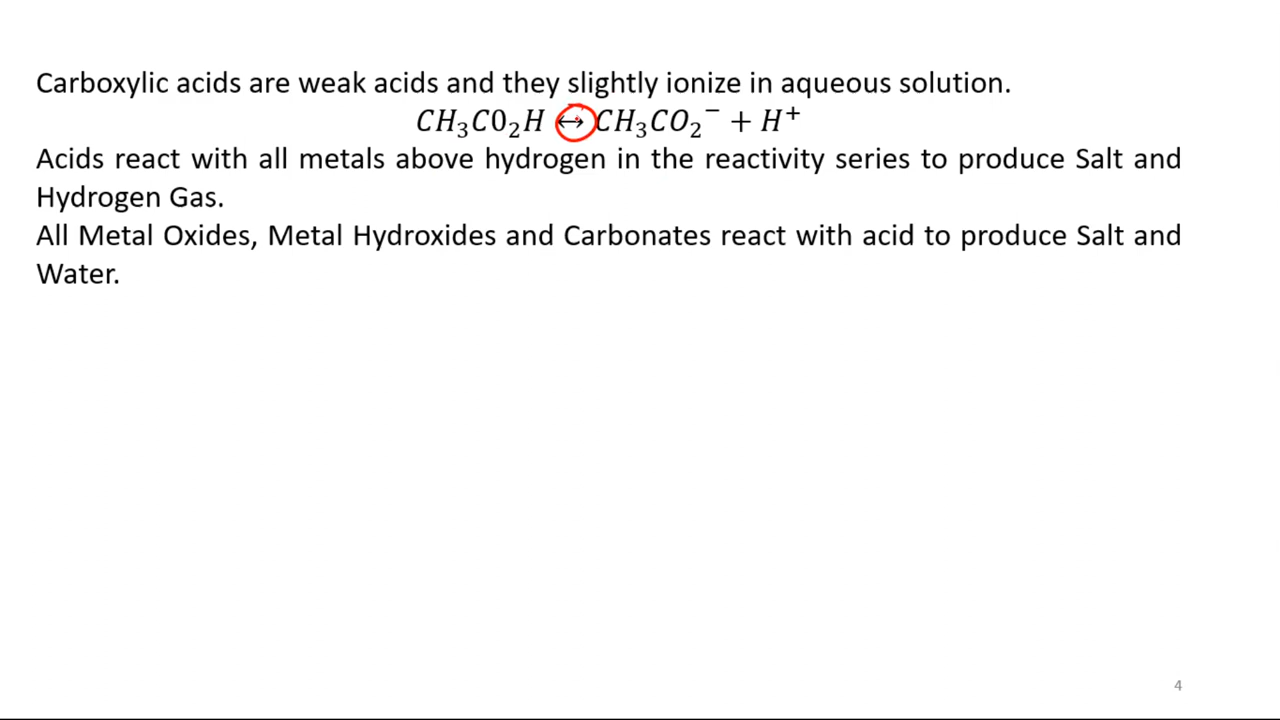 Carboxylic acids are weak acids and they slightly ionize in aqueous solution.
CH₃C0₂H ↔ CH₃CO₂⁻ + H⁺
Acids react with all metals above hydrogen in the reactivity series to produce Salt and
Hydrogen Gas.
All Metal Oxides, Metal Hydroxides and Carbonates react with acid to produce Salt and
Water.
4